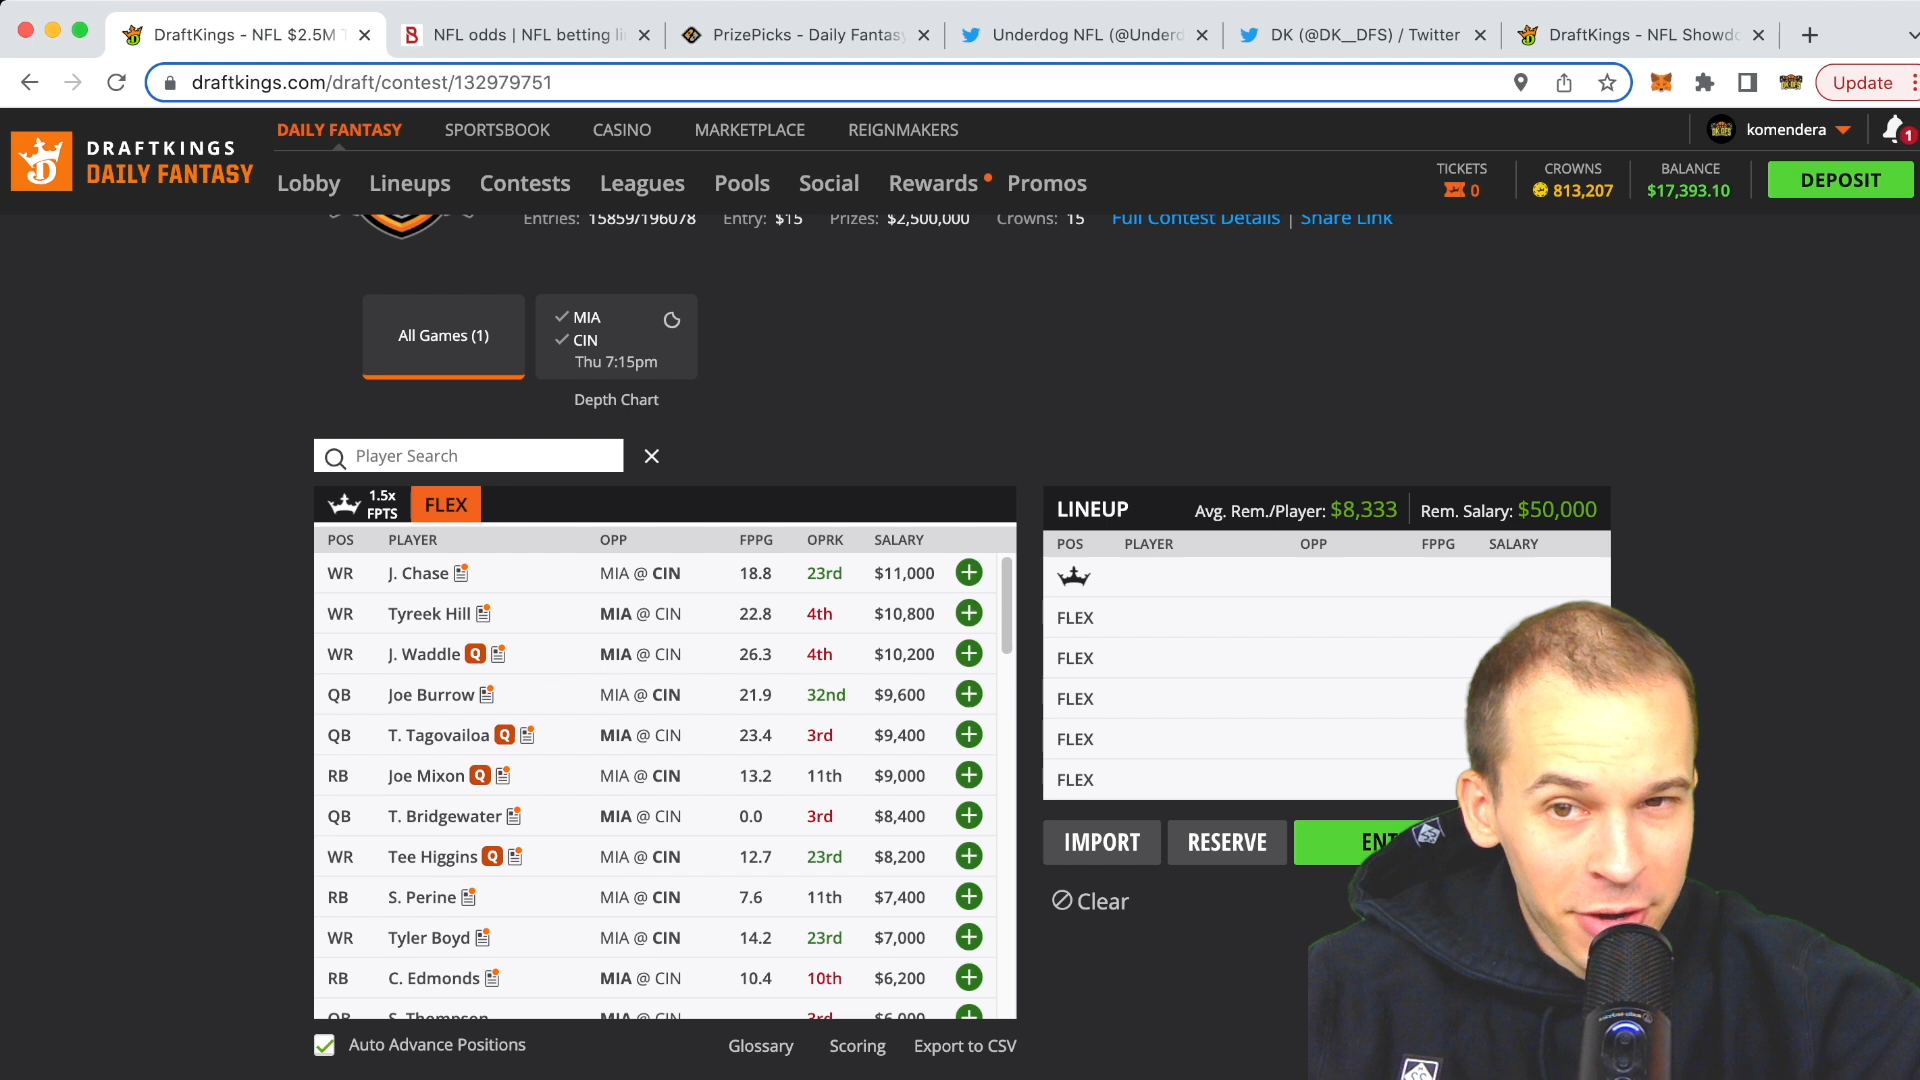 DraftKings - NFL $2.5M T
NFL odds | NFL betting li
PrizePicks - Daily Fantasy
Underdog NFL (@Underd
DK (@DK__DFS) / Twitter
DraftKings - NFL Showdo
draftkings.com/draft/contest/132979751
Update
DRAFTKINGS
DAILY FANTASY
DAILY FANTASY SPORTSBOOK CASINO MARKETPLACE REIGNMAKERS
komendera
1
Lobby Lineups Contests Leagues Pools Social Rewards Promos
TICKETS
0
CROWNS
813,207
BALANCE
$17,393.10
DEPOSIT
Entries: 15859/196078 Entry: $15 Prizes: $2,500,000 Crowns: 15 Full Contest Details | Share Link
All Games (1)
MIA
CIN
Thu 7:15pm
Depth Chart
Player Search
1.5x
FPTS
FLEX
POS PLAYER OPP FPPG OPRK SALARY
WR J. Chase MIA @ CIN 18.8 23rd $11,000
WR Tyreek Hill MIA @ CIN 22.8 4th $10,800
WR J. Waddle Q MIA @ CIN 26.3 4th $10,200
QB Joe Burrow MIA @ CIN 21.9 32nd $9,600
QB T. Tagovailoa Q MIA @ CIN 23.4 3rd $9,400
RB Joe Mixon Q MIA @ CIN 13.2 11th $9,000
QB T. Bridgewater MIA @ CIN 0.0 3rd $8,400
WR Tee Higgins Q MIA @ CIN 12.7 23rd $8,200
RB S. Perine MIA @ CIN 7.6 11th $7,400
WR Tyler Boyd MIA @ CIN 14.2 23rd $7,000
RB C. Edmonds MIA @ CIN 10.4 10th $6,200
QB S. Thompson MIA @ CIN 3rd $6,000
Auto Advance Positions
Glossary Scoring Export to CSV
LINEUP Avg. Rem./Player: $8,333 Rem. Salary: $50,000
POS PLAYER OPP FPPG SALARY
FLEX
FLEX
FLEX
FLEX
FLEX
IMPORT RESERVE ENT
Clear